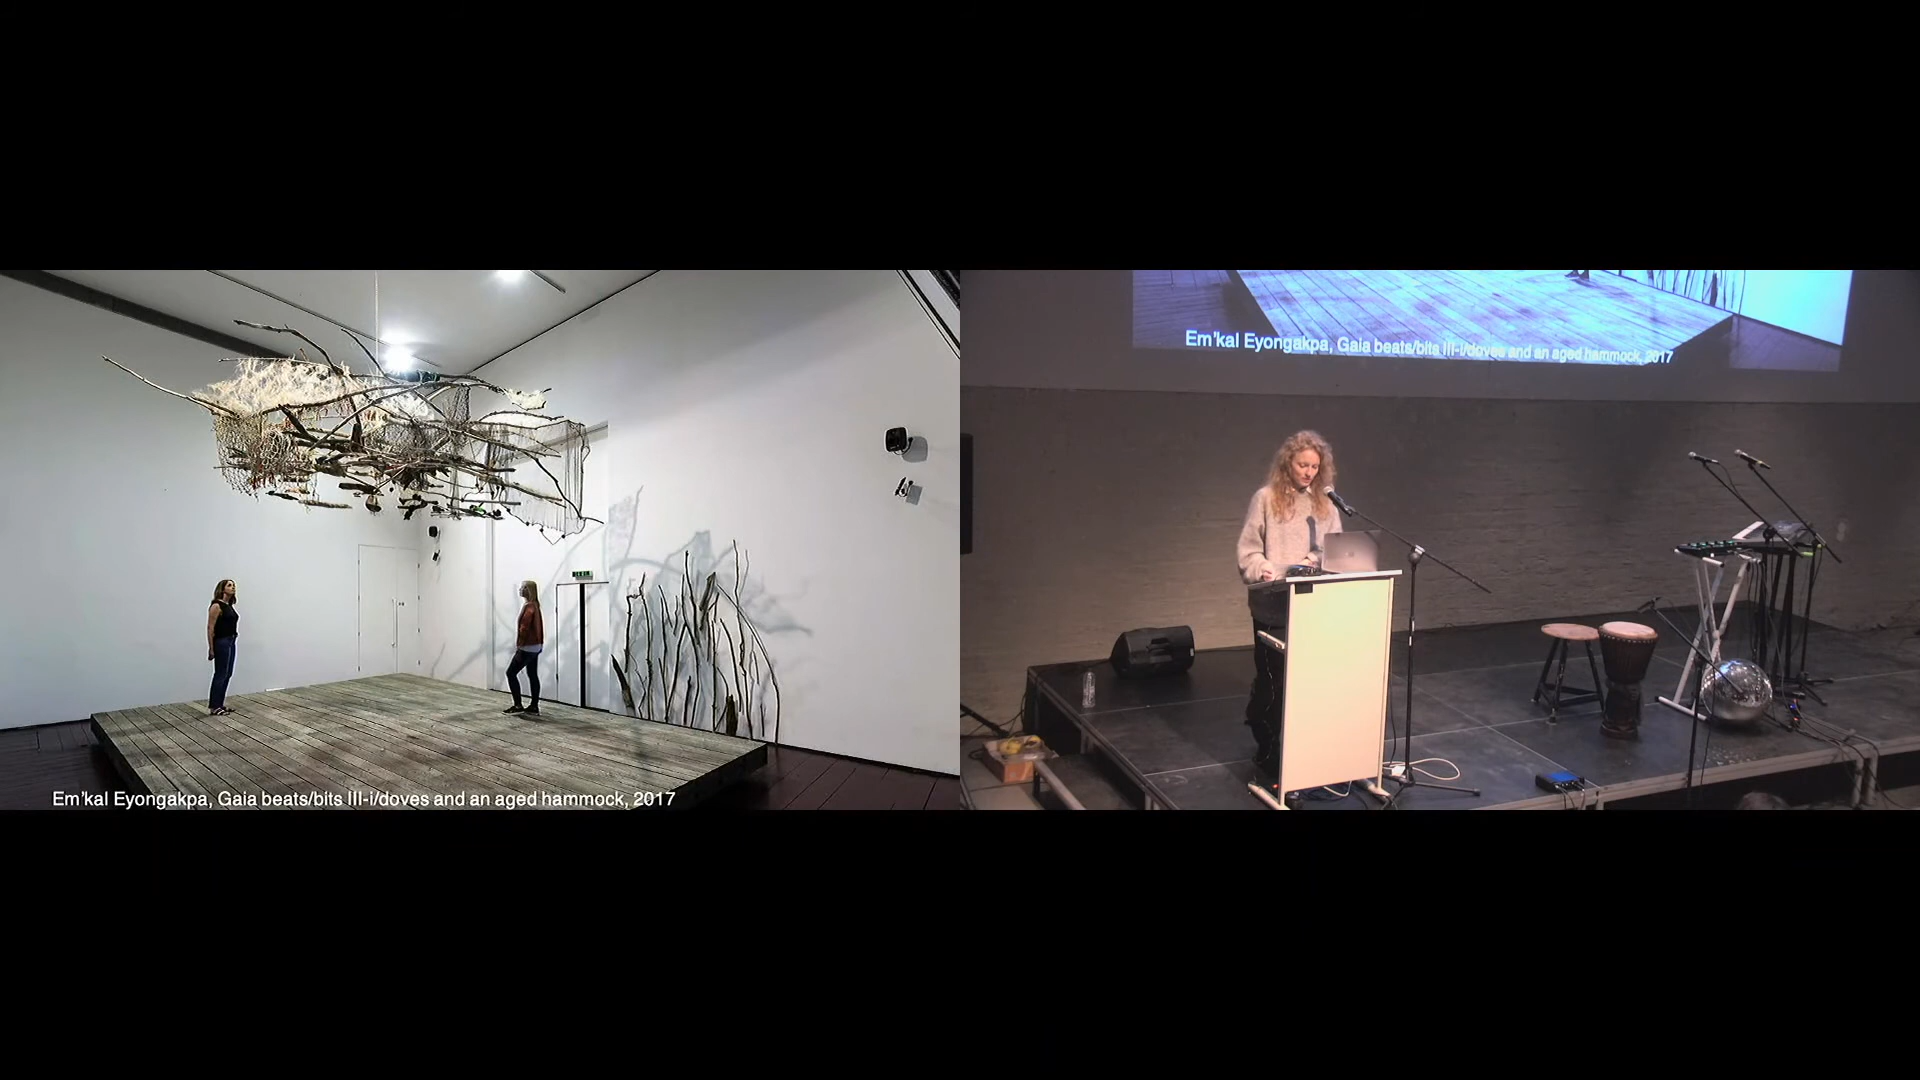 Em'kal Eyongakpa, Gaia beats/bits III-i/doves and an aged hammock, 2017
Em'kal Eyongakpa, Gaia beats/bits III-i/doves and an aged hammock, 2017